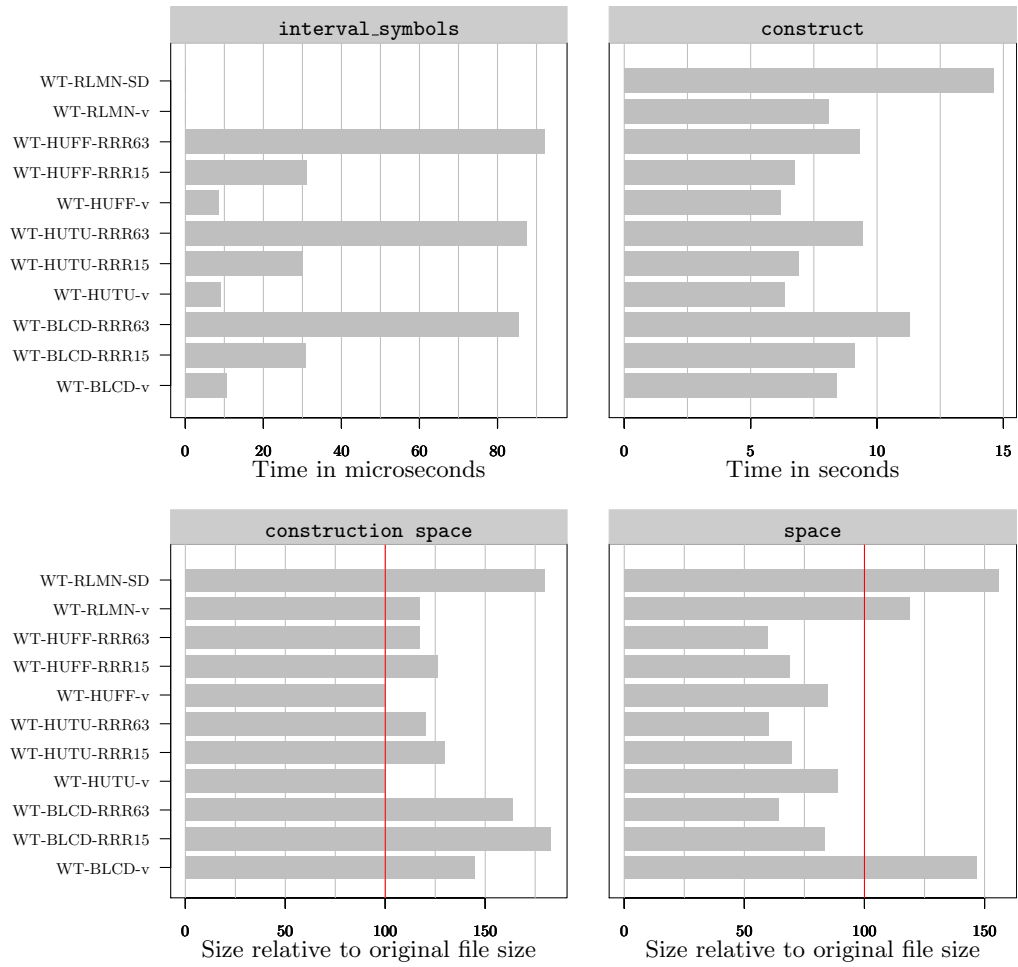 interval_symbols
construct
WT-RLMN-SD
WT-RLMN-v
WT-HUFF-RRR63
WT-HUFF-RRR15
WT-HUFF-v
WT-HUTU-RRR63
WT-HUTU-RRR15
WT-HUTU-v
WT-BLCD-RRR63
WT-BLCD-RRR15
WT-BLCD-v
0 20 40 60 80
Time in microseconds
0 5 10 15
Time in seconds
construction space
space
WT-RLMN-SD
WT-RLMN-v
WT-HUFF-RRR63
WT-HUFF-RRR15
WT-HUFF-v
WT-HUTU-RRR63
WT-HUTU-RRR15
WT-HUTU-v
WT-BLCD-RRR63
WT-BLCD-RRR15
WT-BLCD-v
0 50 100 150
Size relative to original file size
0 50 100 150
Size relative to original file size